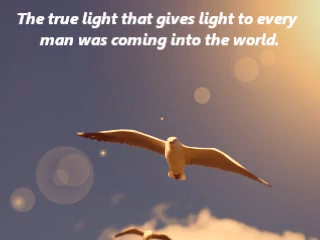 The true light that gives light to every
man was coming into the world.